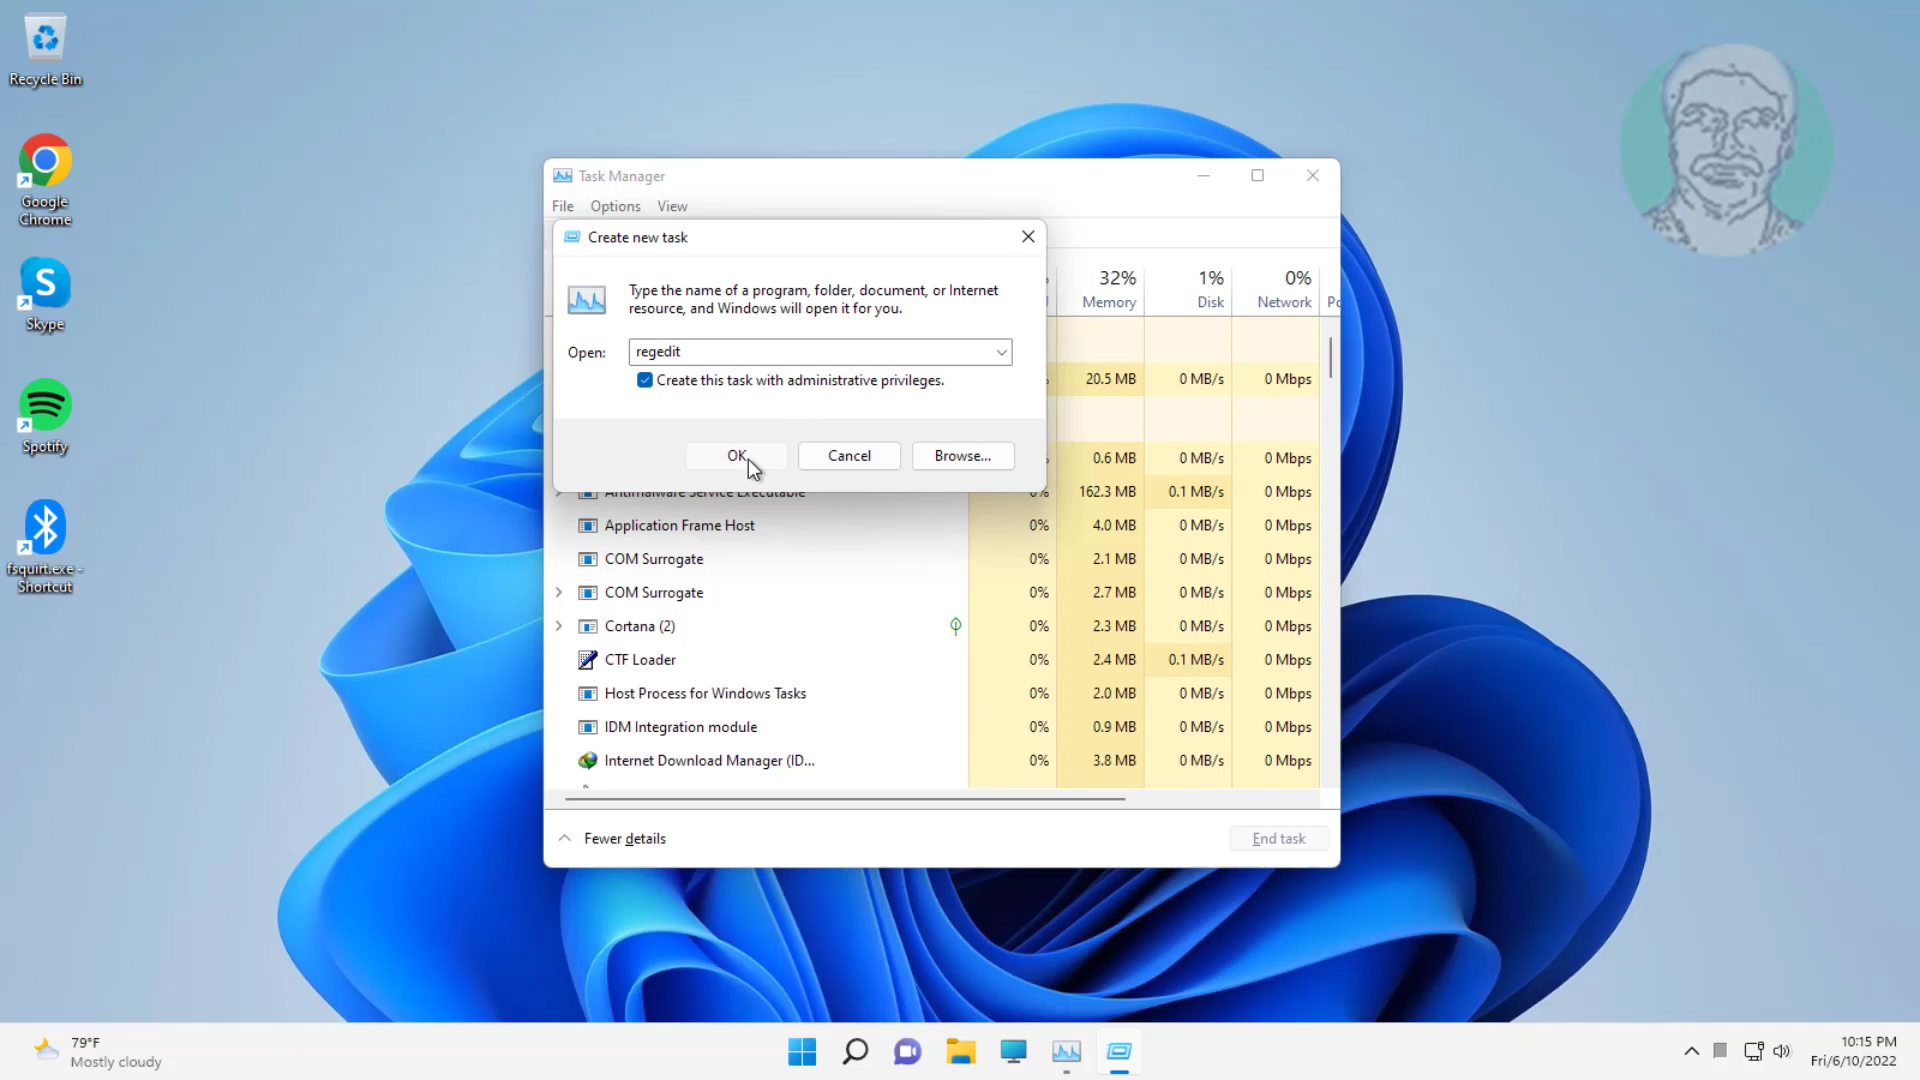 Recycle Bin
Google
Chrome
Skype
Spotify
fsquirt.exe -
Shortcut
Task Manager
File Options View
Create new task
Type the name of a program, folder, document, or Internet
resource, and Windows will open it for you.
Open: regedit
Create this task with administrative privileges.
OK Cancel Browse...
32% 1% 0%
Memory Disk Network
20.5 MB 0 MB/s 0 Mbps
0.6 MB 0 MB/s 0 Mbps
Antimalware Service Executable 0% 162.3 MB 0.1 MB/s 0 Mbps
Application Frame Host 0% 4.0 MB 0 MB/s 0 Mbps
COM Surrogate 0% 2.1 MB 0 MB/s 0 Mbps
COM Surrogate 0% 2.7 MB 0 MB/s 0 Mbps
Cortana (2) 0% 2.3 MB 0 MB/s 0 Mbps
CTF Loader 0% 2.4 MB 0.1 MB/s 0 Mbps
Host Process for Windows Tasks 0% 2.0 MB 0 MB/s 0 Mbps
IDM Integration module 0% 0.9 MB 0 MB/s 0 Mbps
Internet Download Manager (ID... 0% 3.8 MB 0 MB/s 0 Mbps
Fewer details End task
79°F
Mostly cloudy
10:15 PM
Fri/6/10/2022